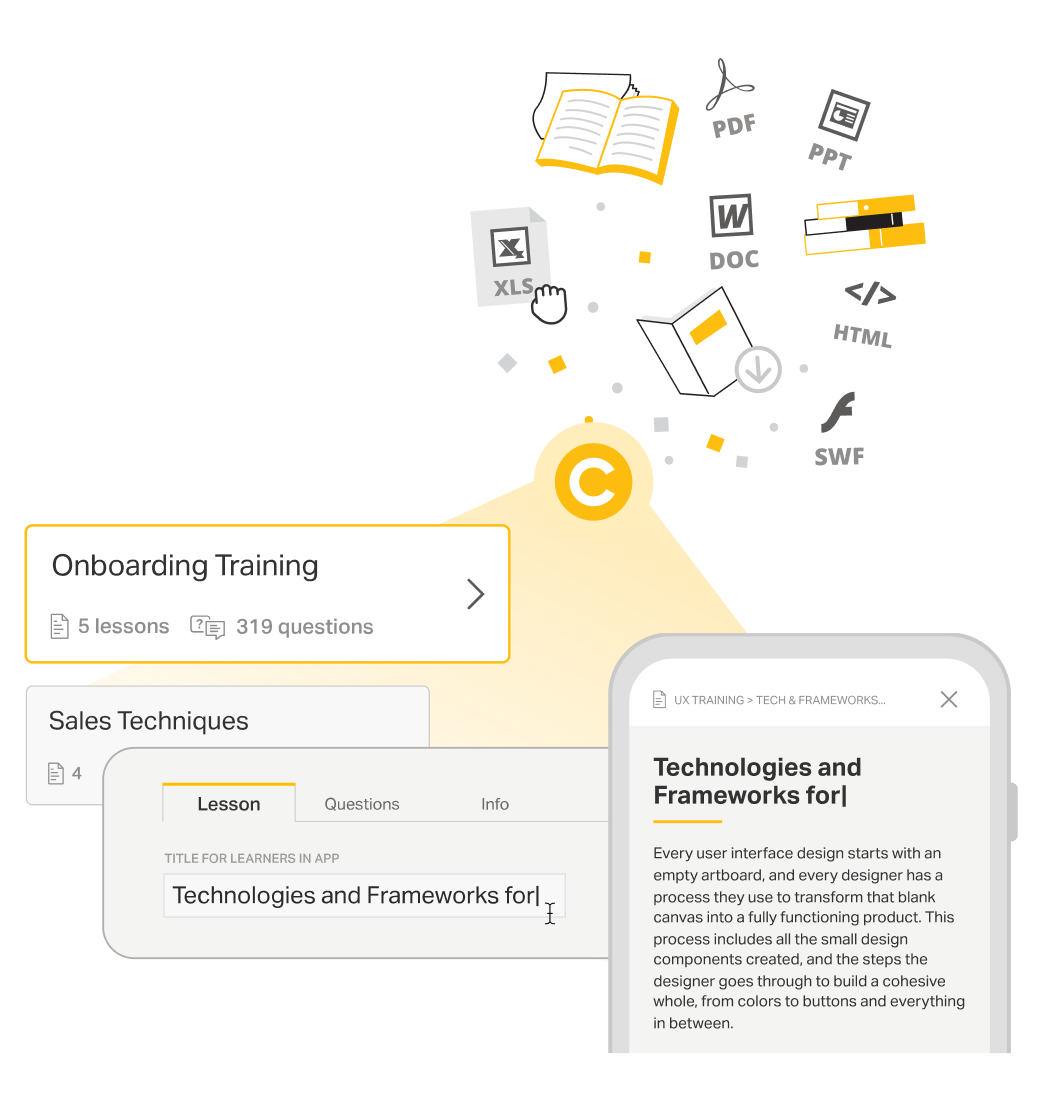 PDF
PPT
W
DOC
X
XLS
</>
HTML
SWF
C
Onboarding Training
5 lessons
319 questions
Sales Techniques
4
Lesson
Questions
Info
TITLE FOR LEARNERS IN APP
Technologies and Frameworks for|
UX TRAINING > TECH & FRAMEWORKS...
Technologies and
Frameworks for|
Every user interface design starts with an
empty artboard, and every designer has a
process they use to transform that blank
canvas into a fully functioning product. This
process includes all the small design
components created, and the steps the
designer goes through to build a cohesive
whole, from colors to buttons and everything
in between.